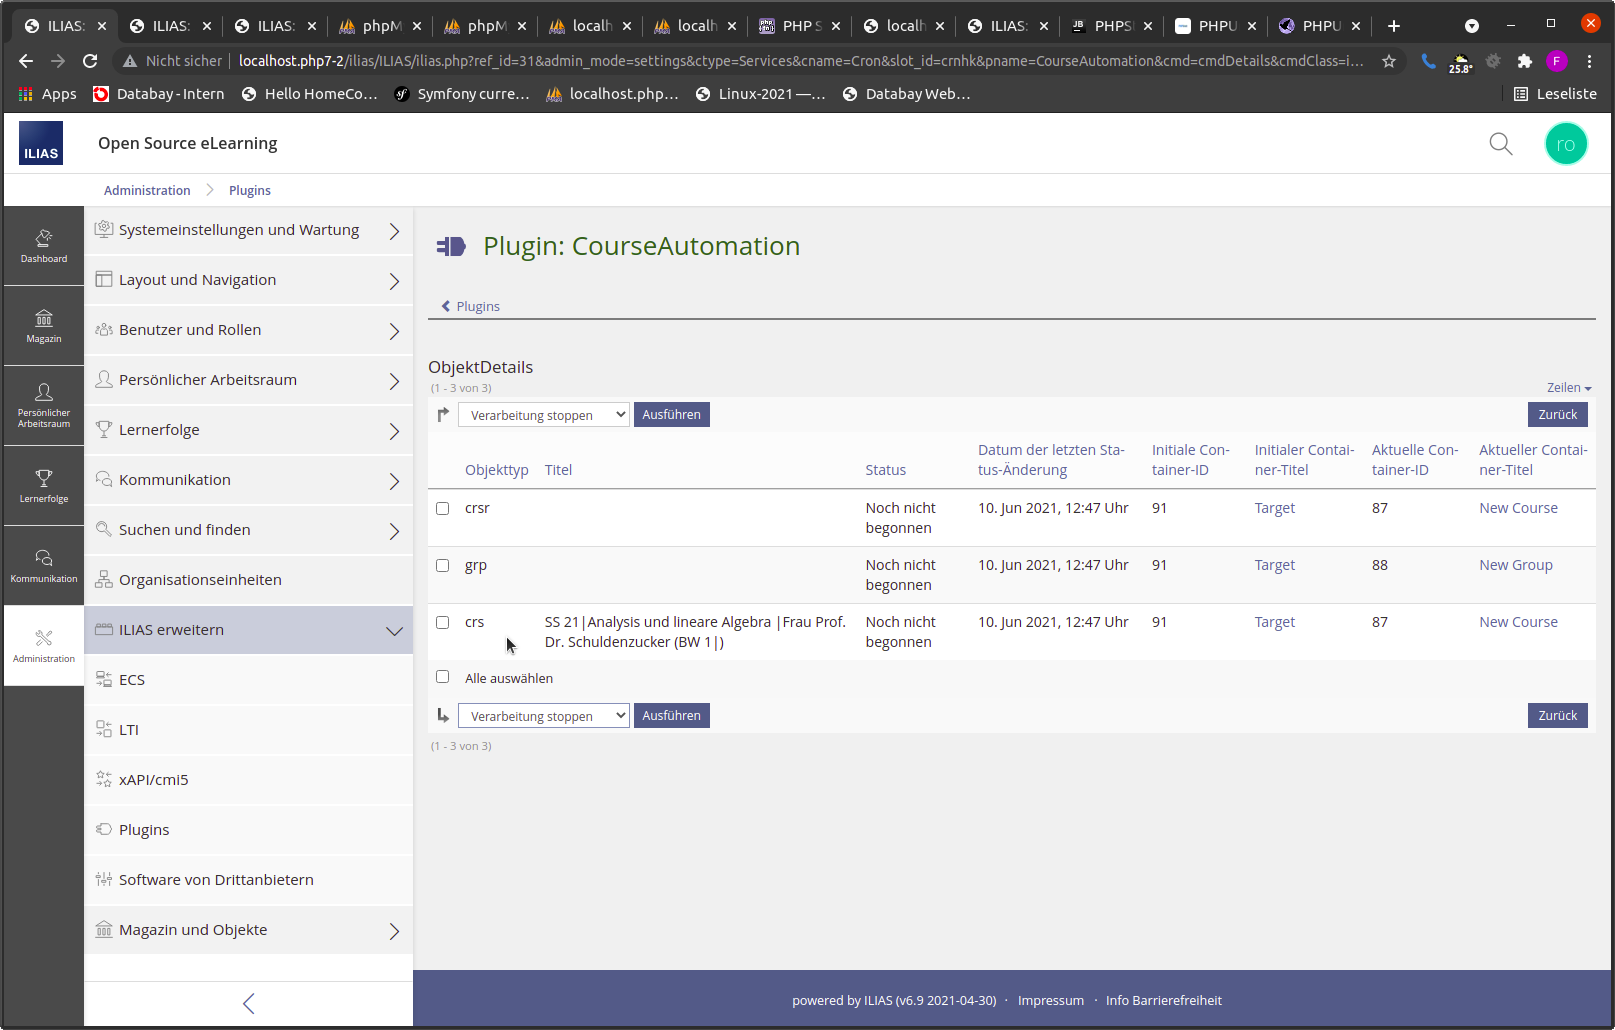 ILIAS: ILIAS: ILIAS: phpM phpM localh localh PHP S localh ILIAS: PHPS PHPU PHPU
Nicht sicher localhost.php7-2/ilias/ILIAS/ilias.php?ref_id=31&admin_mode=settings&ctype=Services&cname=Cron&slot_id=crnhk&pname=CourseAutomation&cmd=cmdDetails&cmdClass=i… 25.8° F
Apps Databay - Intern Hello HomeCo… Symfony curre… localhost.php… Linux-2021 —… Databay Web… Leseliste
ILIAS Open Source eLearning ro
Administration Plugins
Dashboard
Magazin
Persönlicher
Arbeitsraum
Lernerfolge
Kommunikation
Administration
Systemeinstellungen und Wartung
Layout und Navigation
Benutzer und Rollen
Persönlicher Arbeitsraum
Lernerfolge
Kommunikation
Suchen und finden
Organisationseinheiten
ILIAS erweitern
ECS
LTI
xAPI/cmi5
Plugins
Software von Drittanbietern
Magazin und Objekte
Plugin: CourseAutomation
Plugins
ObjektDetails
(1 - 3 von 3) Zeilen
Verarbeitung stoppen Ausführen Zurück
Objekttyp Titel Status Datum der letzten Sta-
tus-Änderung Initiale Con-
tainer-ID Initialer Contai-
ner-Titel Aktuelle Con-
tainer-ID Aktueller Contai-
ner-Titel
crsr Noch nicht
begonnen 10. Jun 2021, 12:47 Uhr 91 Target 87 New Course
grp Noch nicht
begonnen 10. Jun 2021, 12:47 Uhr 91 Target 88 New Group
crs SS 21|Analysis und lineare Algebra |Frau Prof.
Dr. Schuldenzucker (BW 1|) Noch nicht
begonnen 10. Jun 2021, 12:47 Uhr 91 Target 87 New Course
Alle auswählen
Verarbeitung stoppen Ausführen Zurück
(1 - 3 von 3)
powered by ILIAS (v6.9 2021-04-30) · Impressum · Info Barrierefreiheit